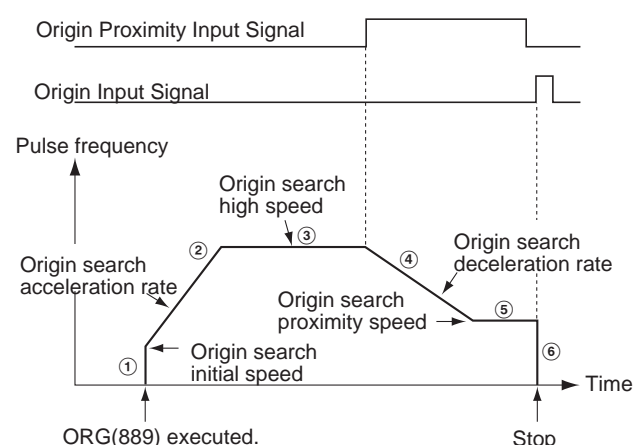 Origin Proximity Input Signal
Origin Input Signal
Pulse frequency
Origin search
high speed
②
③
④
Origin search
acceleration rate
Origin search
deceleration rate
Origin search
proximity speed
⑤
①
Origin search
initial speed
⑥
Time
ORG(889) executed.
Stop